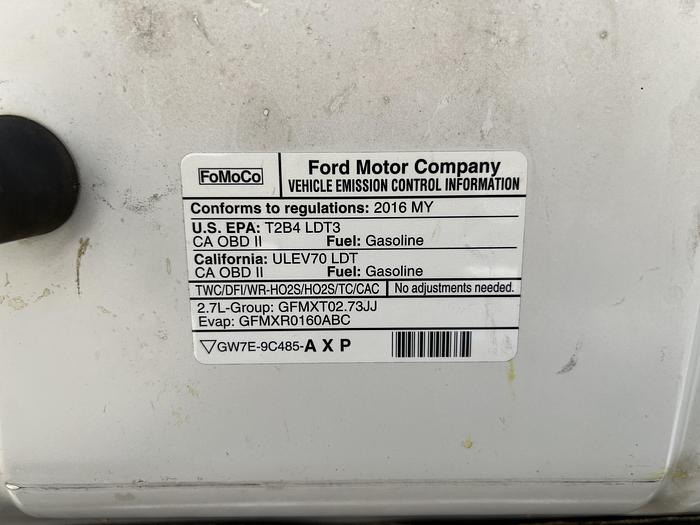 FoMoCo
Ford Motor Company
VEHICLE EMISSION CONTROL INFORMATION
Conforms to regulations: 2016 MY
U.S. EPA: T2B4 LDT3
CA OBD II Fuel: Gasoline
California: ULEV70 LDT
CA OBD II Fuel: Gasoline
TWC/DFI/WR-HO2S/HO2S/TC/CAC No adjustments needed.
2.7L-Group: GFMXT02.73JJ
Evap: GFMXR0160ABC
GW7E-9C485-A X P